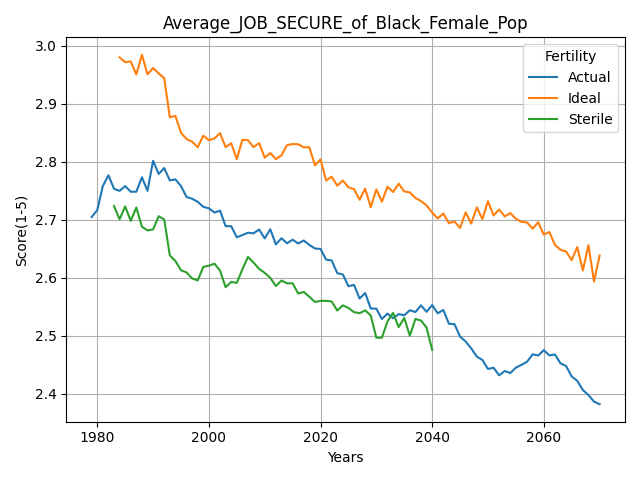 Average_JOB_SECURE_of_Black_Female_Pop
Fertility
Actual
Ideal
Sterile
Score(1-5)
3.0
2.9
2.8
2.7
2.6
2.5
2.4
1980 2000 2020 2040 2060
Years